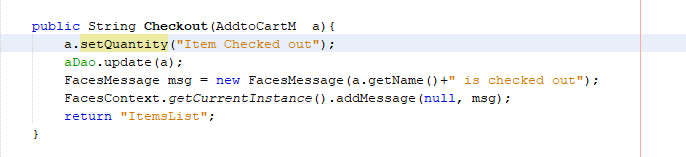 public String Checkout(AddtoCartM  a){
a.setQuantity("Item Checked out");
aDao.update(a);
FacesMessage msg = new FacesMessage(a.getName()+" is checked out");
FacesContext.getCurrentInstance().addMessage(null, msg);
return "ItemsList";
}